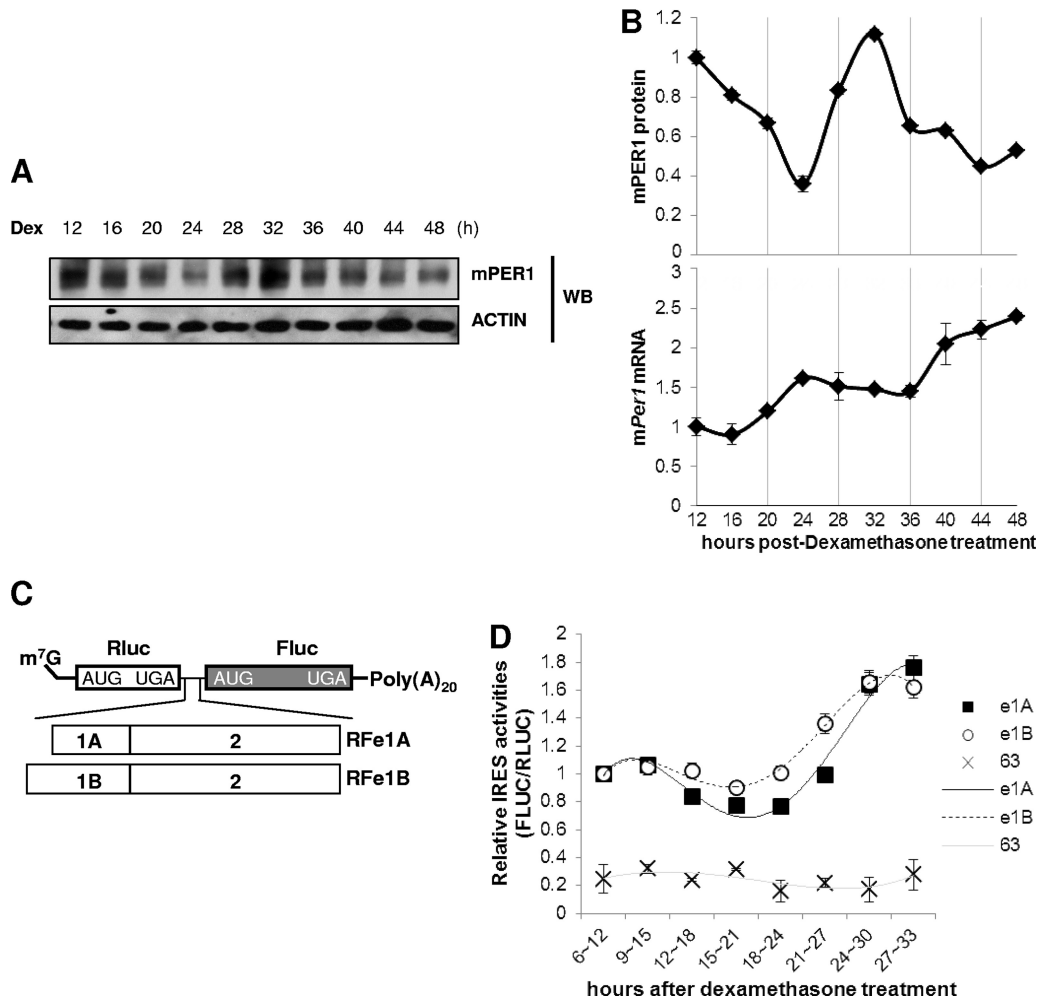 A
Dex 12 16 20 24 28 32 36 40 44 48 (h)
mPER1
ACTIN
WB
B
mPER1 protein
1.2
1
0.8
0.6
0.4
0.2
0
mPer1 mRNA
3
2.5
2
1.5
1
0.5
0
12 16 20 24 28 32 36 40 44 48
hours post-Dexamethasone treatment
C
m7G
Rluc
Fluc
AUG UGA
AUG UGA
Poly(A)20
1A 2 RFe1A
1B 2 RFe1B
D
Relative IRES activities
(FLUC/RLUC)
2
1.8
1.6
1.4
1.2
1
0.8
0.6
0.4
0.2
0
6~12 9~15 12~18 15~21 18~24 21~27 24~30 27~33
hours after dexamethasone treatment
e1A
e1B
63
e1A
e1B
63